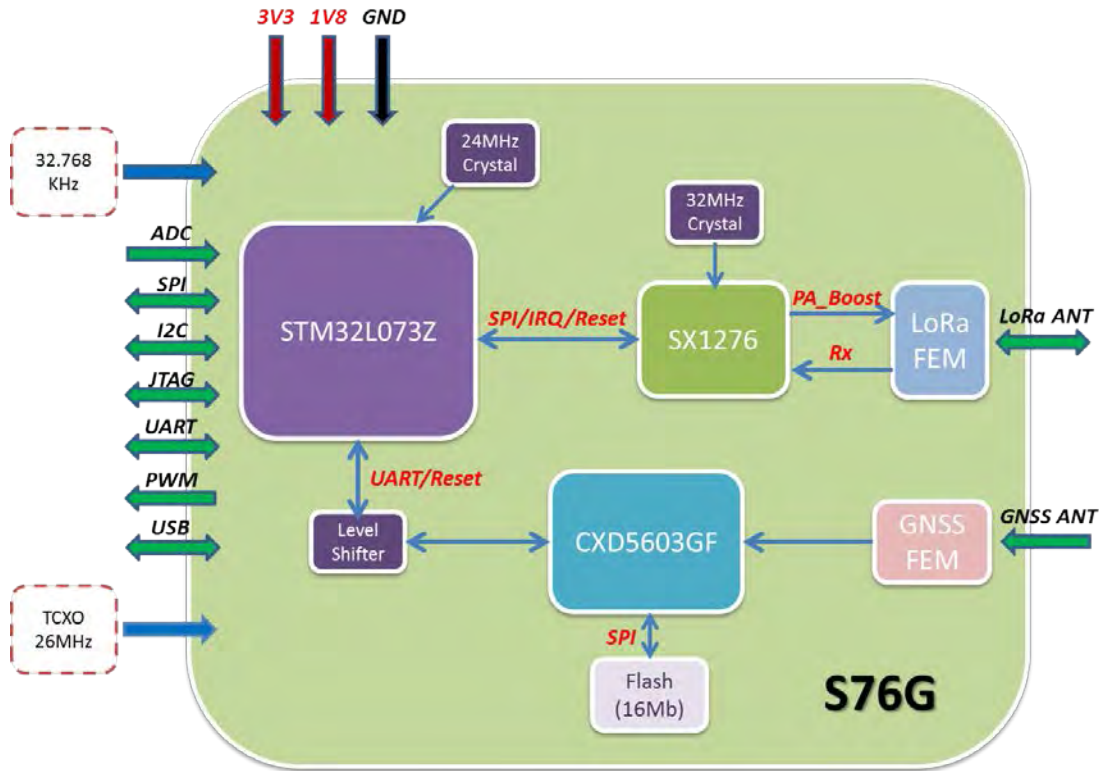 3V3 1V8 GND
32.768
KHz
24MHz
Crystal
32MHz
Crystal
ADC
SPI
I2C
JTAG
UART
PWM
USB
STM32L073Z
SPI/IRQ/Reset
SX1276
PA_Boost
Rx
LoRa
FEM
LoRa ANT
UART/Reset
Level
Shifter
CXD5603GF
GNSS
FEM
GNSS ANT
TCXO
26MHz
SPI
Flash
(16Mb)
S76G